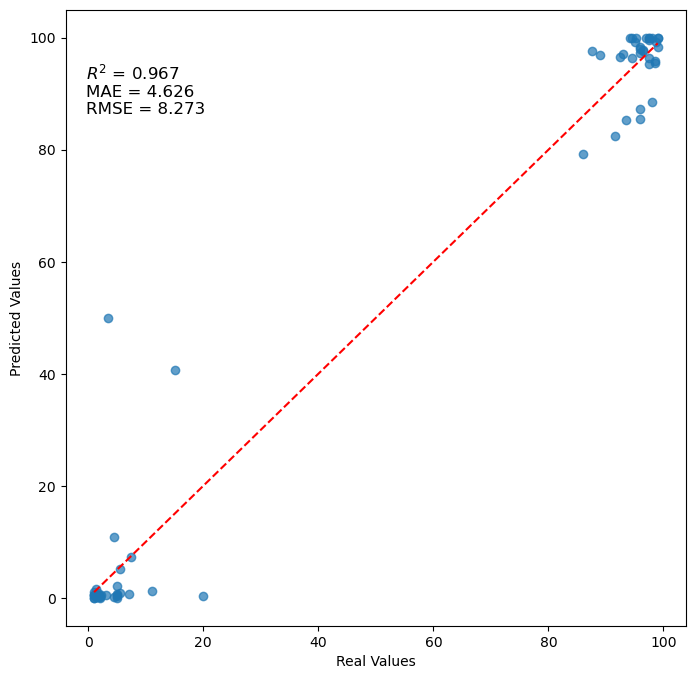 100
R² = 0.967
MAE = 4.626
RMSE = 8.273
80
60
40
20
0
0 20 40 60 80 100
Predicted Values
Real Values